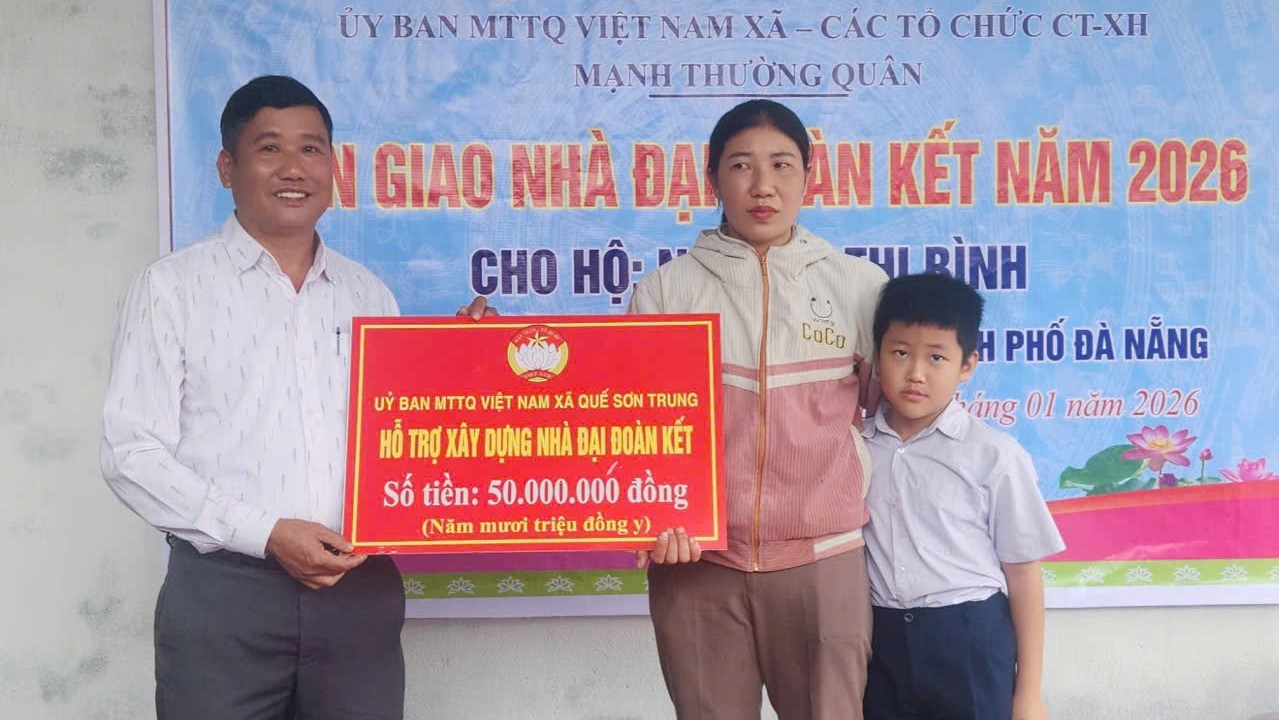 ỦY BAN MTTQ VIỆT NAM XÃ – CÁC TỔ CHỨC CT-XH
MẠNH THƯỜNG QUÂN
GIAO NHÀ ĐẠI KẾT NĂM 2026
CHO HỘ: THỊ BÌNH
PHỐ ĐÀ NẴNG
01 năm 2026
ỦY BAN MTTQ VIỆT NAM XÃ QUẾ SƠN TRUNG
HỖ TRỢ XÂY DỰNG NHÀ ĐẠI ĐOÀN KẾT
Số tiền: 50.000.000 đồng
(Năm mươi triệu đồng y)
CoCo